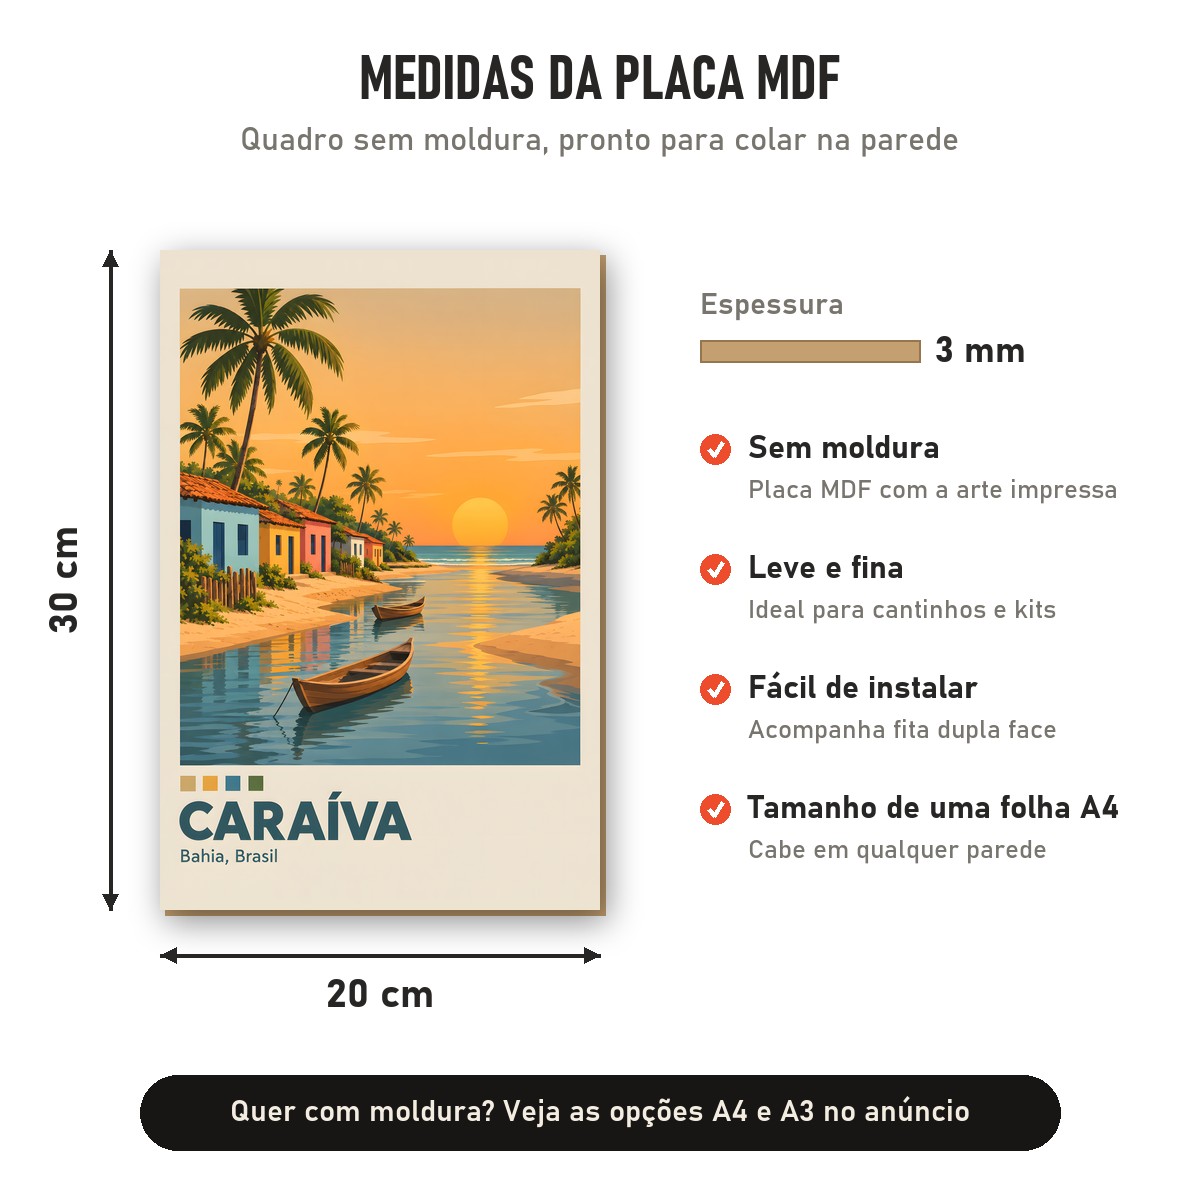 MEDIDAS DA PLACA MDF
Quadro sem moldura, pronto para colar na parede
30 cm
CARAÍVA
Bahia, Brasil
20 cm
Espessura
3 mm
Sem moldura
Placa MDF com a arte impressa
Leve e fina
Ideal para cantinhos e kits
Fácil de instalar
Acompanha fita dupla face
Tamanho de uma folha A4
Cabe em qualquer parede
Quer com moldura? Veja as opções A4 e A3 no anúncio